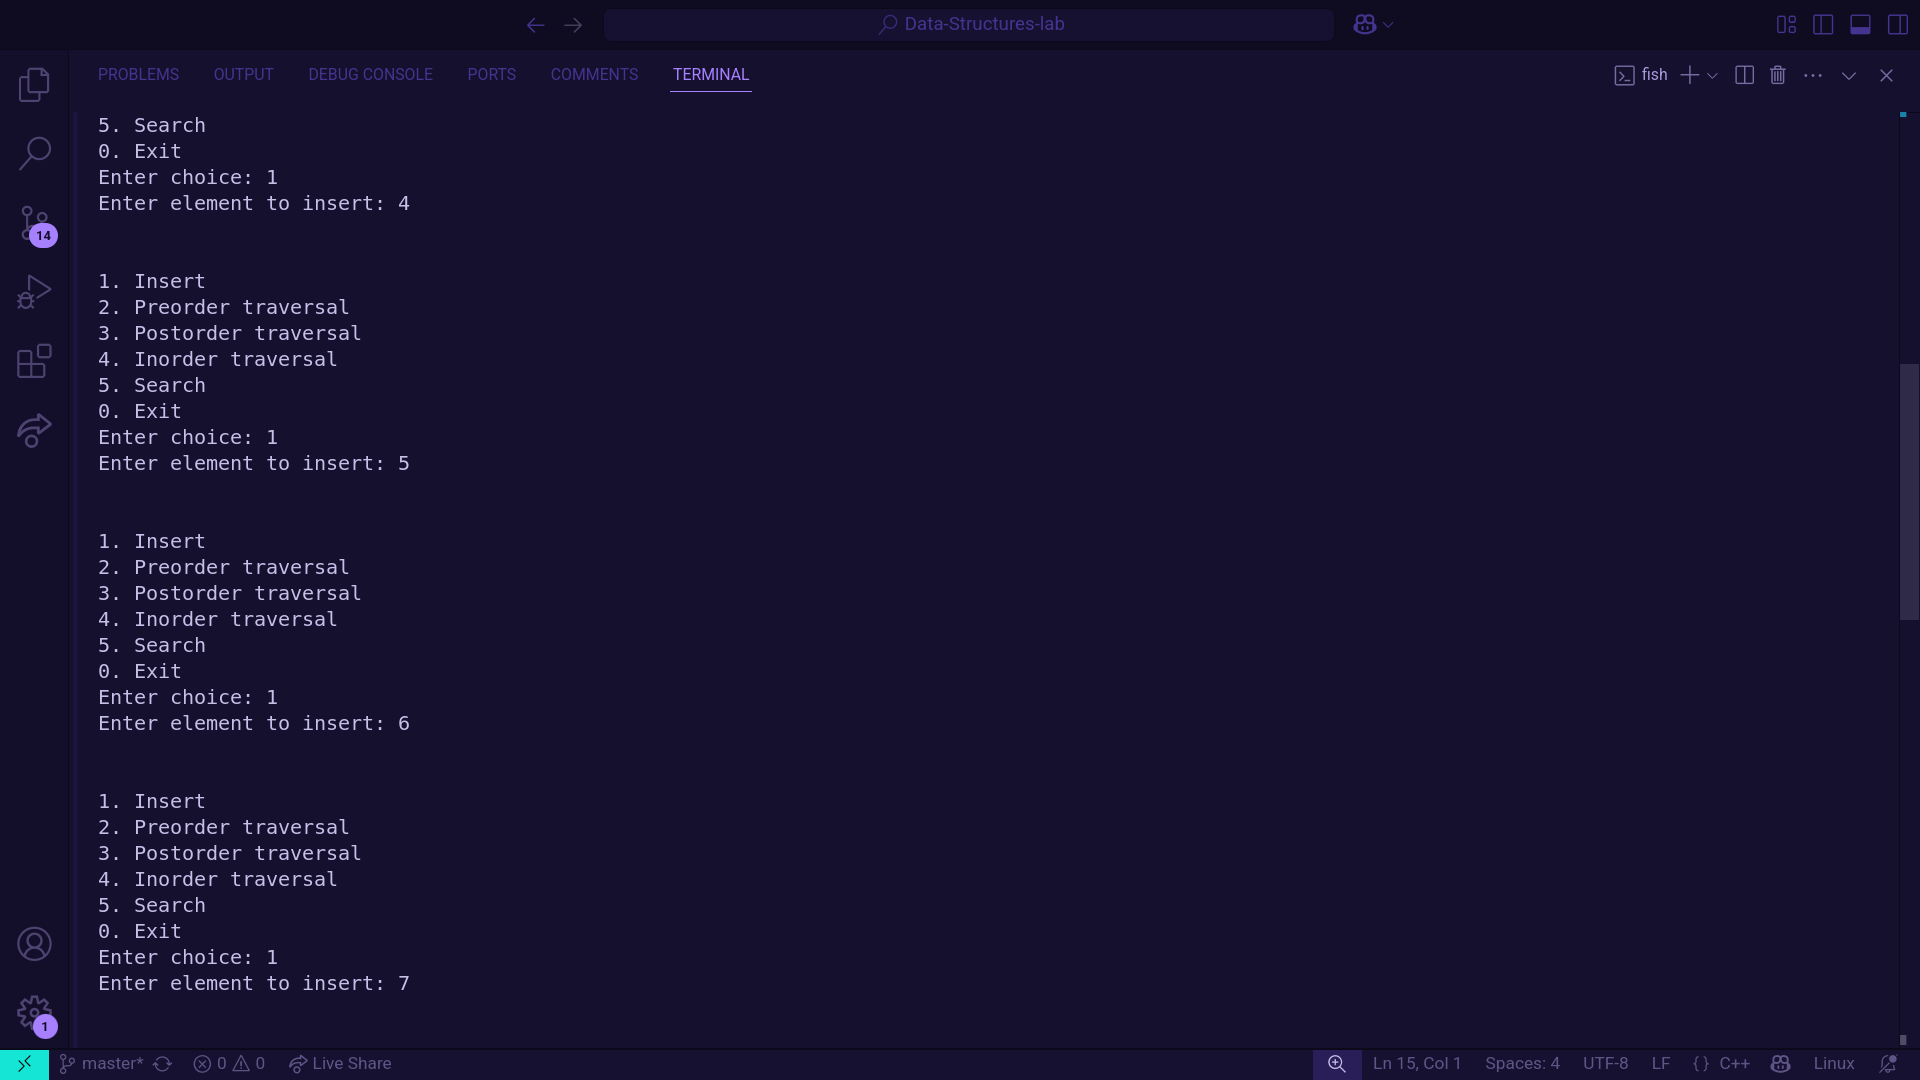 Data-Structures-lab
PROBLEMS OUTPUT DEBUG CONSOLE PORTS COMMENTS TERMINAL
fish
5. Search
0. Exit
Enter choice: 1
Enter element to insert: 4
1. Insert
2. Preorder traversal
3. Postorder traversal
4. Inorder traversal
5. Search
0. Exit
Enter choice: 1
Enter element to insert: 5
1. Insert
2. Preorder traversal
3. Postorder traversal
4. Inorder traversal
5. Search
0. Exit
Enter choice: 1
Enter element to insert: 6
1. Insert
2. Preorder traversal
3. Postorder traversal
4. Inorder traversal
5. Search
0. Exit
Enter choice: 1
Enter element to insert: 7
14
1
master* 0 0 Live Share Ln 15, Col 1 Spaces: 4 UTF-8 LF {} C++ Linux